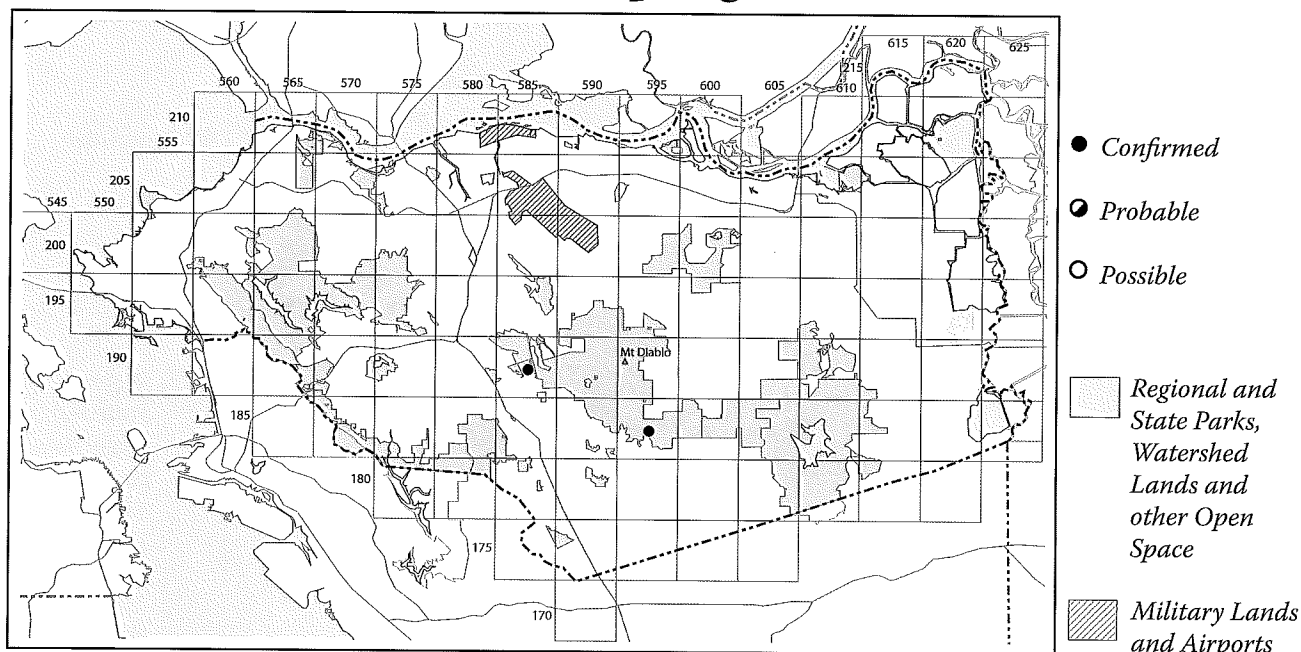 615 620 625
215
560 565 570 575 580 585 590 595 600 605 610
210
555
205
545 550
200
195
190
Mt Diablo
185
180
175
170
Confirmed
Probable
Possible
Regional and
State Parks,
Watershed
Lands and
other Open
Space
Military Lands
and Airports